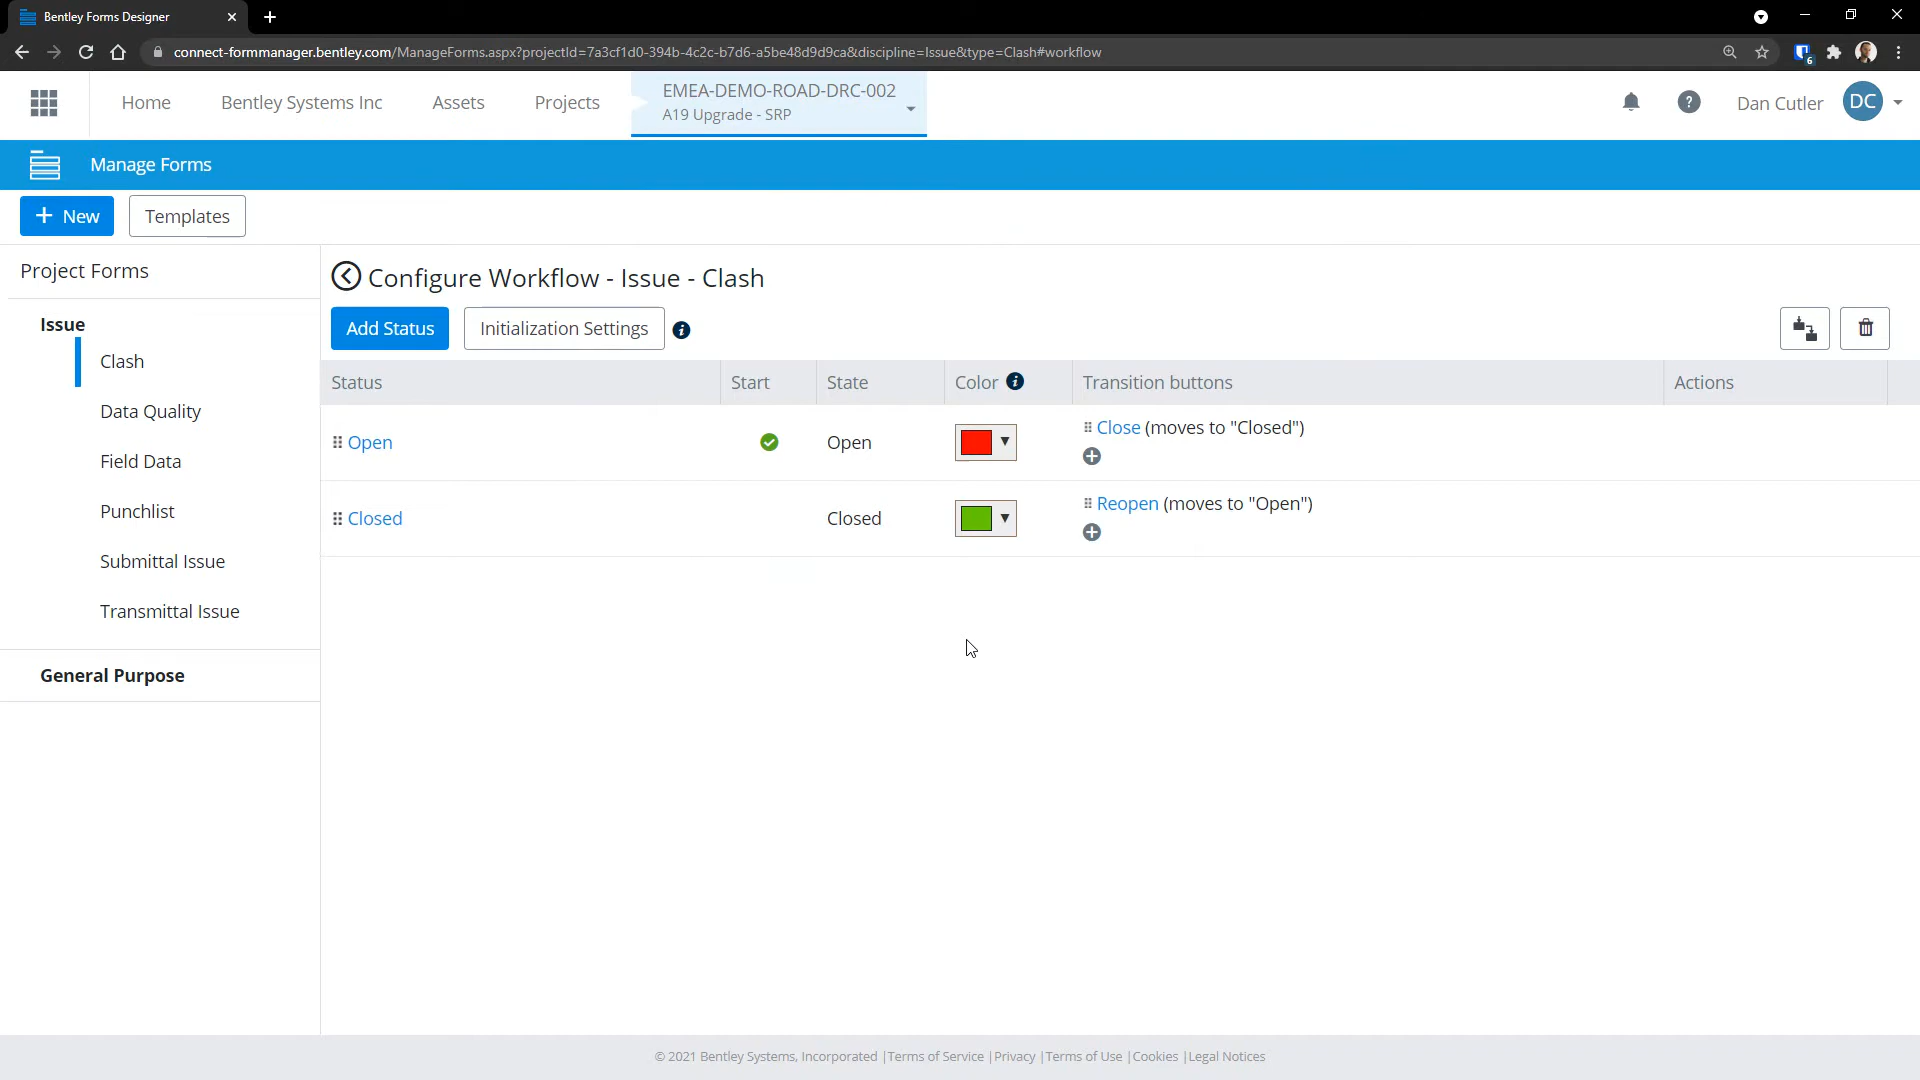 Bentley Forms Designer
connect-formmanager.bentley.com/ManageForms.aspx?projectId=7a3cf1d0-394b-4c2c-b7d6-a5be48d9d9ca&discipline=Issue&type=Clash#workflow
6
Home
Bentley Systems Inc
Assets
Projects
EMEA-DEMO-ROAD-DRC-002
A19 Upgrade - SRP
?
Dan Cutler
DC
Manage Forms
+ New
Templates
Project Forms
Issue
Clash
Data Quality
Field Data
Punchlist
Submittal Issue
Transmittal Issue
General Purpose
Configure Workflow - Issue - Clash
Add Status
Initialization Settings
i
Status
Start
State
Color i
Transition buttons
Actions
Open
Open
Close (moves to "Closed")
Closed
Closed
Reopen (moves to "Open")
© 2021 Bentley Systems, Incorporated |Terms of Service |Privacy |Terms of Use |Cookies |Legal Notices